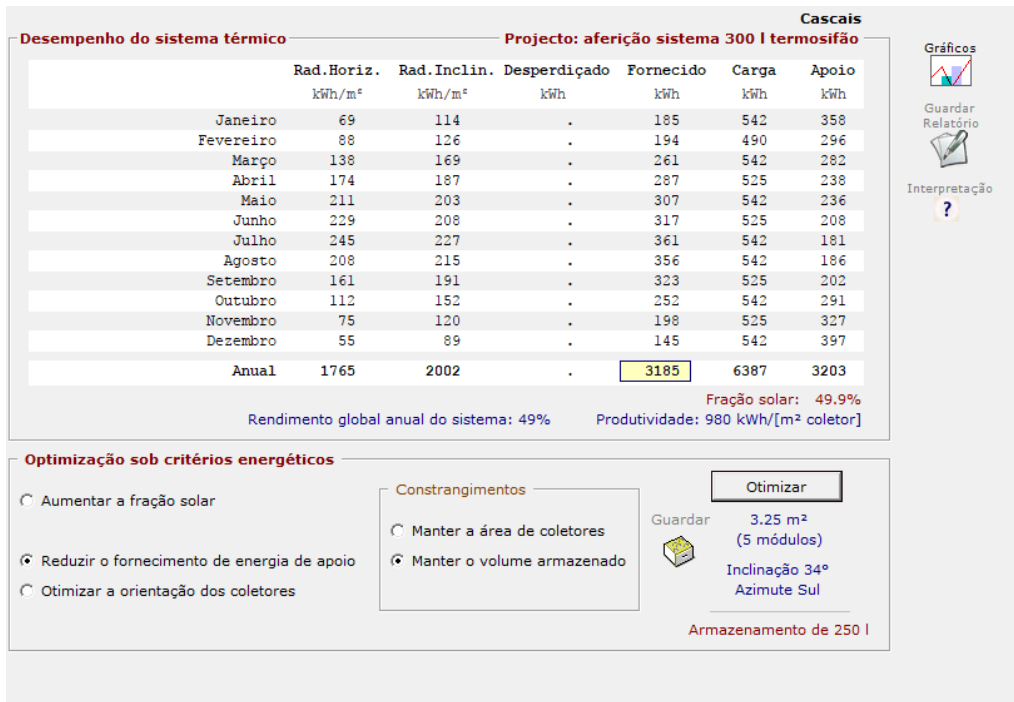 Cascais
Desempenho do sistema térmico Projecto: aferição sistema 300 l termosifão
Rad.Horiz. Rad.Inclin. Desperdiçado Fornecido Carga Apoio
kWh/m² kWh/m² kWh kWh kWh kWh
Janeiro 69 114 . 185 542 358
Fevereiro 88 126 . 194 490 296
Março 138 169 . 261 542 282
Abril 174 187 . 287 525 238
Maio 211 203 . 307 542 236
Junho 229 208 . 317 525 208
Julho 245 227 . 361 542 181
Agosto 208 215 . 356 542 186
Setembro 161 191 . 323 525 202
Outubro 112 152 . 252 542 291
Novembro 75 120 . 198 525 327
Dezembro 55 89 . 145 542 397
Anual 1765 2002 . 3185 6387 3203
Fração solar: 49.9%
Rendimento global anual do sistema: 49% Produtividade: 980 kWh/[m² coletor]
Gráficos
Guardar
Relatório
Interpretação
?
Optimização sob critérios energéticos
Aumentar a fração solar
Reduzir o fornecimento de energia de apoio
Otimizar a orientação dos coletores
Constrangimentos
Manter a área de coletores
Manter o volume armazenado
Otimizar
Guardar
3.25 m²
(5 módulos)
Inclinação 34º
Azimute Sul
Armazenamento de 250 l